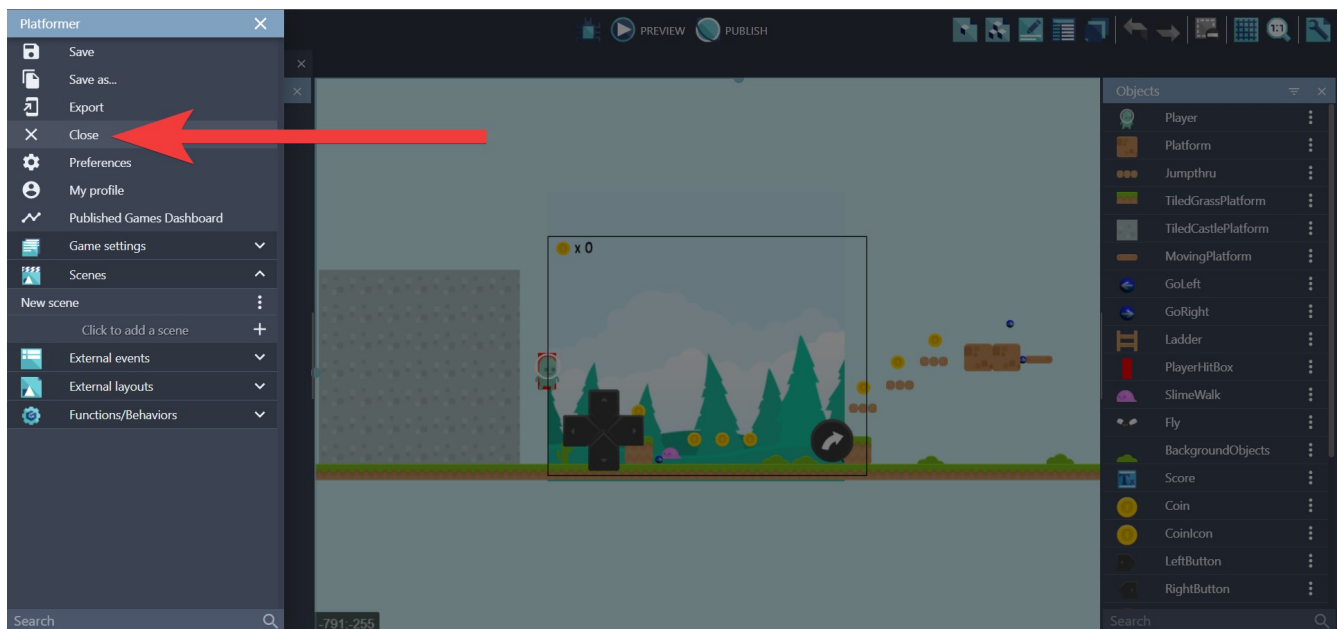 Platformer
Save
Save as...
Export
Close
Preferences
My profile
Published Games Dashboard
Game settings
Scenes
New scene
Click to add a scene
External events
External layouts
Functions/Behaviors
Search
PREVIEW
PUBLISH
1:1
x 0
-791;-255
Objects
Player
Platform
Jumpthru
TiledGrassPlatform
TiledCastlePlatform
MovingPlatform
GoLeft
GoRight
Ladder
PlayerHitBox
SlimeWalk
Fly
BackgroundObjects
Score
Coin
CoinIcon
LeftButton
RightButton
Search